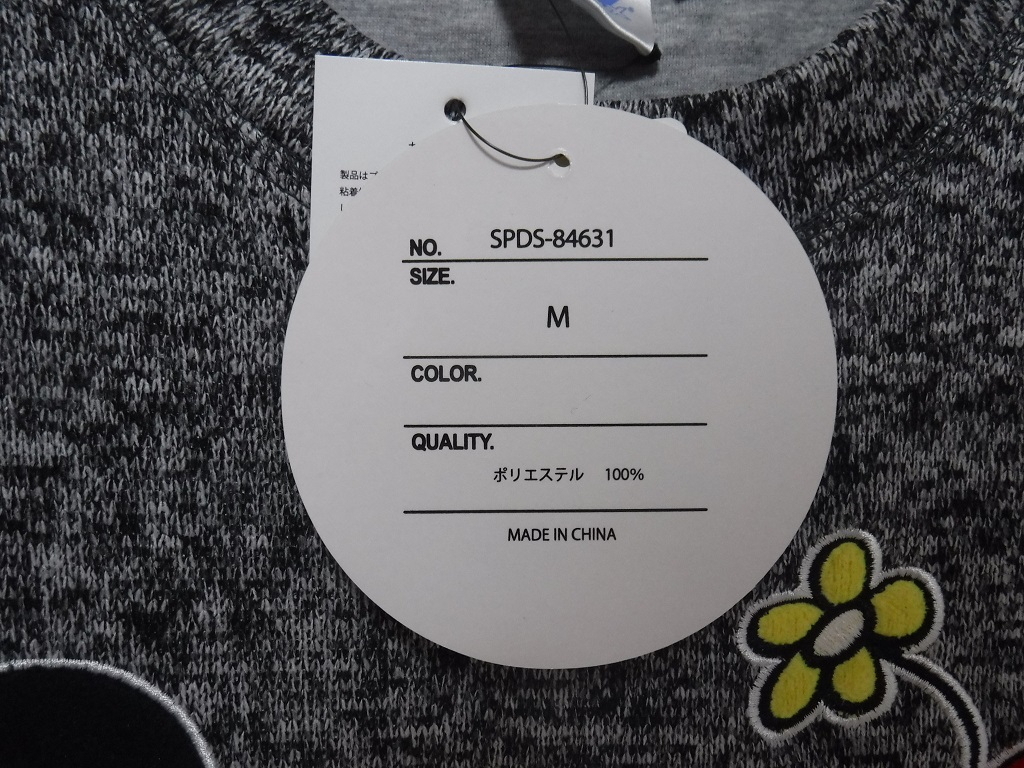 製品は
粘着
NO. SPDS-84631
SIZE.
M
COLOR.
QUALITY.
ポリエステル 100%
MADE IN CHINA